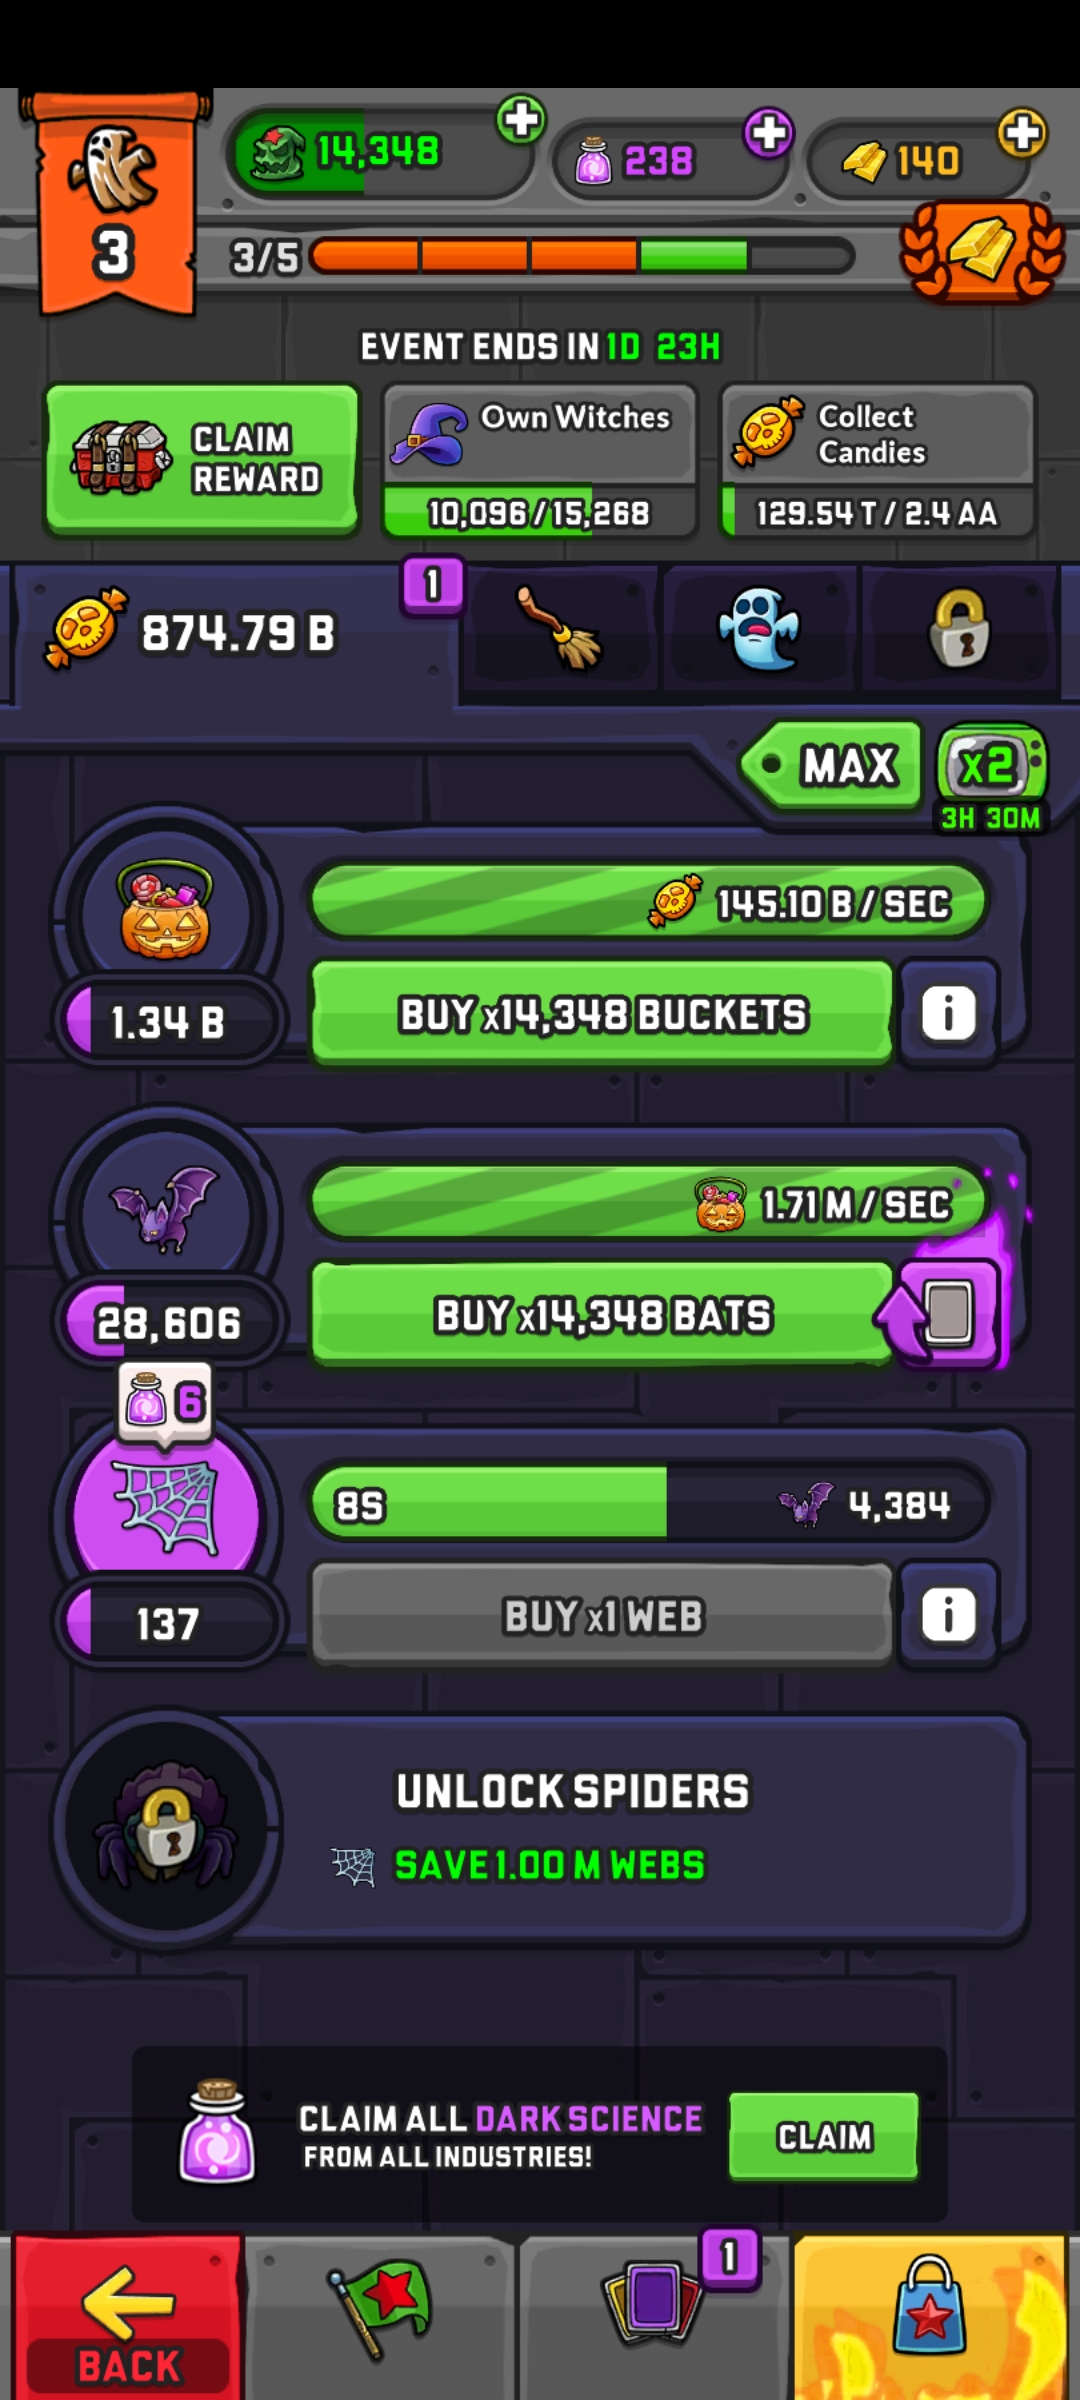 14,348
238
140
3
3/5
EVENT ENDS IN 1D 23H
CLAIM
REWARD
Own Witches
10,096/15,268
Collect
Candies
129.54 T / 2.4 AA
874.79 B
1
MAX
x2
3H 30M
145.10 B / SEC
1.34 B
BUY x14,348 BUCKETS
i
1.71 M / SEC
28,606
BUY x14,348 BATS
6
8S
4,384
137
BUY x1 WEB
i
UNLOCK SPIDERS
SAVE 1.00 M WEBS
CLAIM ALL DARK SCIENCE
FROM ALL INDUSTRIES!
CLAIM
1
BACK